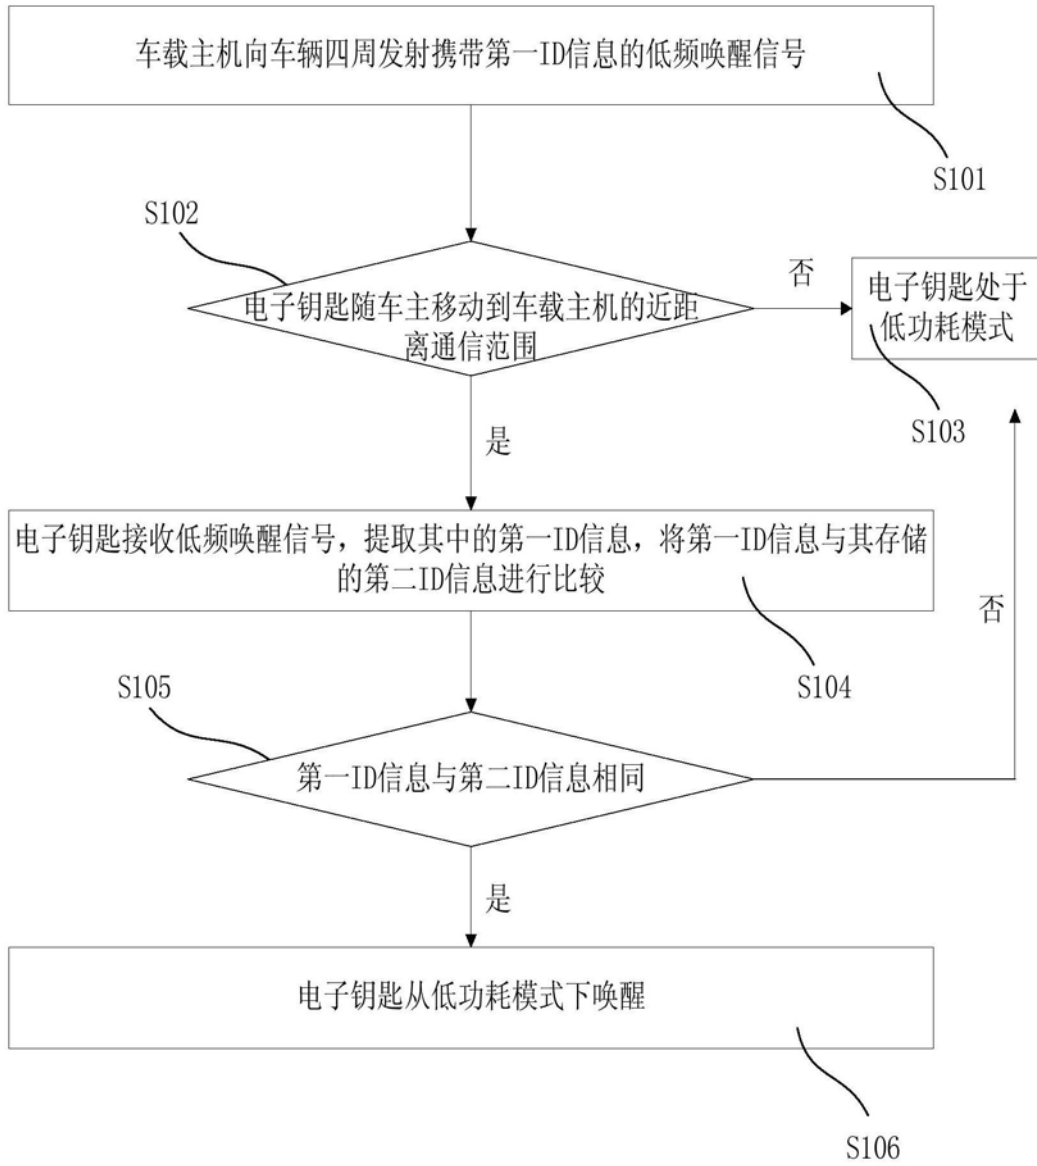 车载主机向车辆四周发射携带第一ID信息的低频唤醒信号
S101
S102
电子钥匙随车主移动到车载主机的近距
离通信范围
否
电子钥匙处于
低功耗模式
S103
是
电子钥匙接收低频唤醒信号，提取其中的第一ID信息，将第一ID信息与其存储
的第二ID信息进行比较
否
S104
S105
第一ID信息与第二ID信息相同
是
电子钥匙从低功耗模式下唤醒
S106